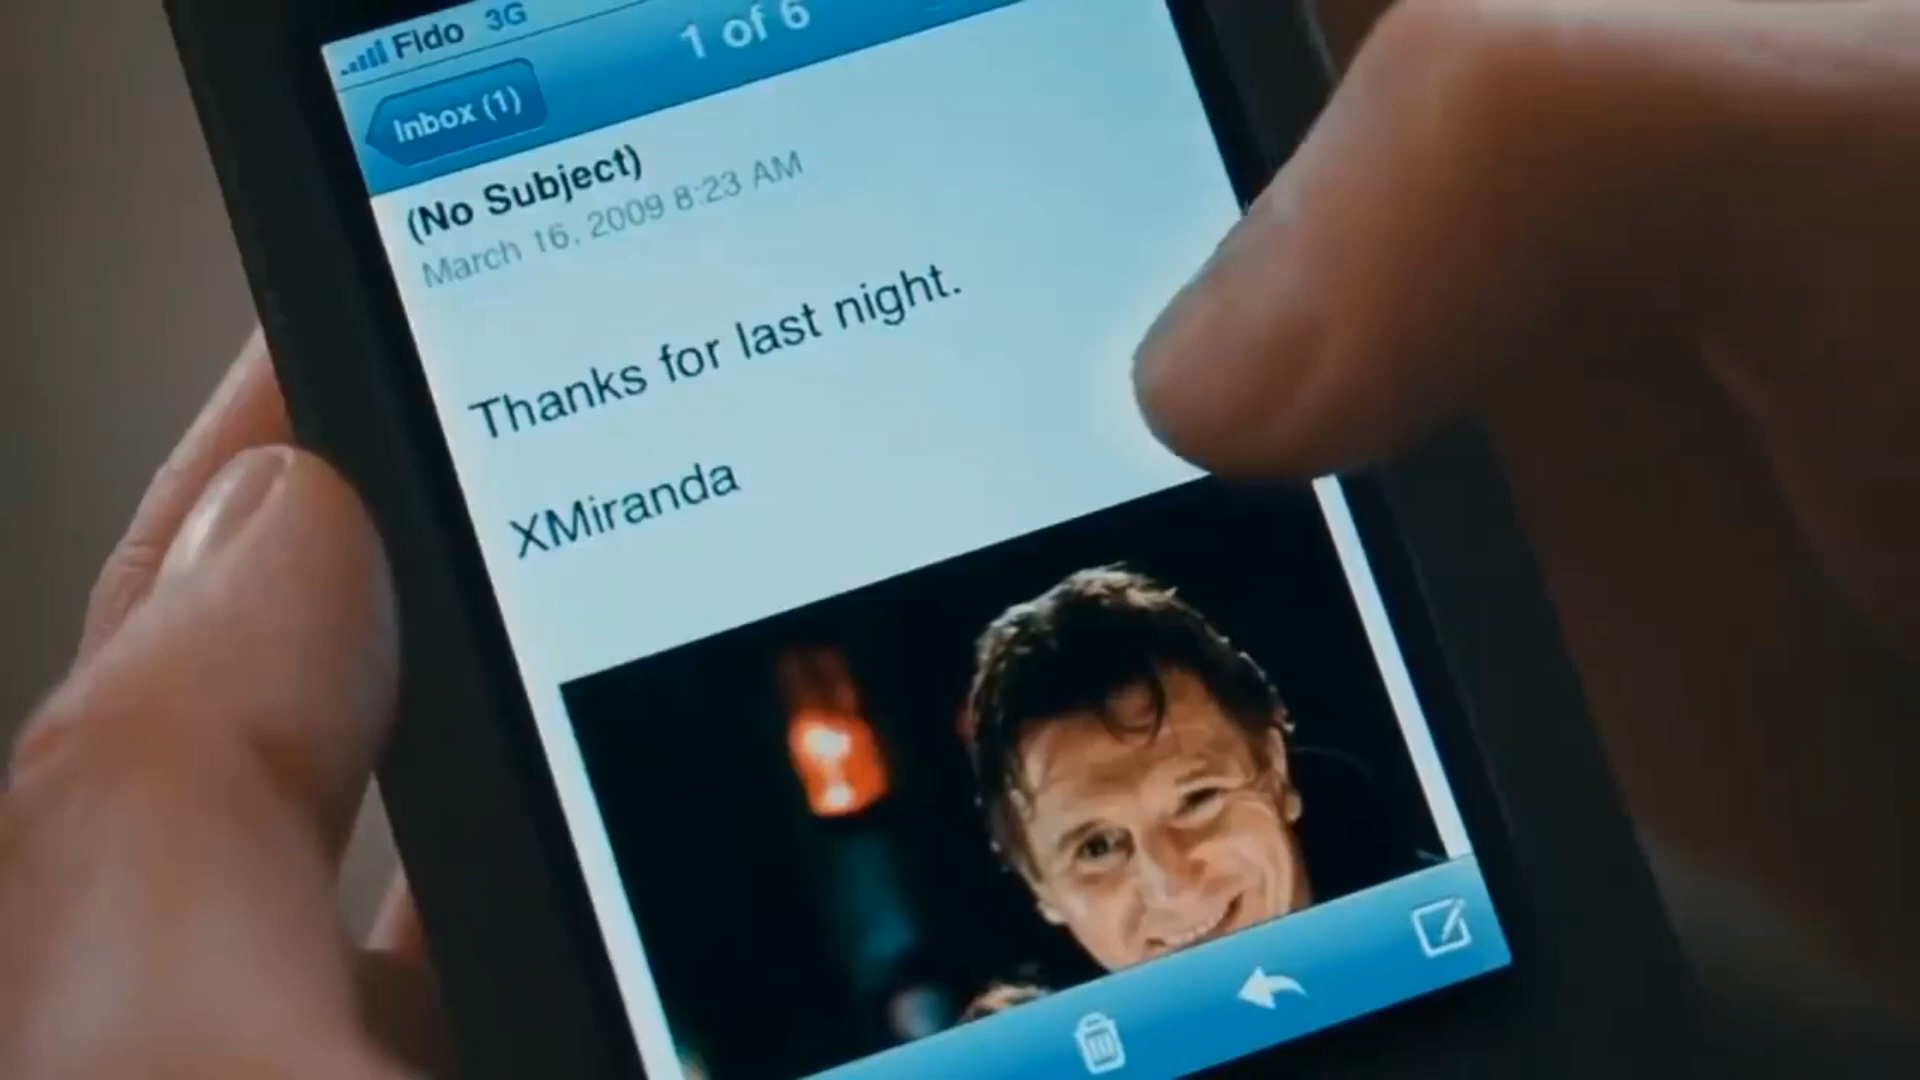 Fido 3G
1 of 6
Inbox (1)
(No Subject)
March 16, 2009 8:23 AM
Thanks for last night.
XMiranda